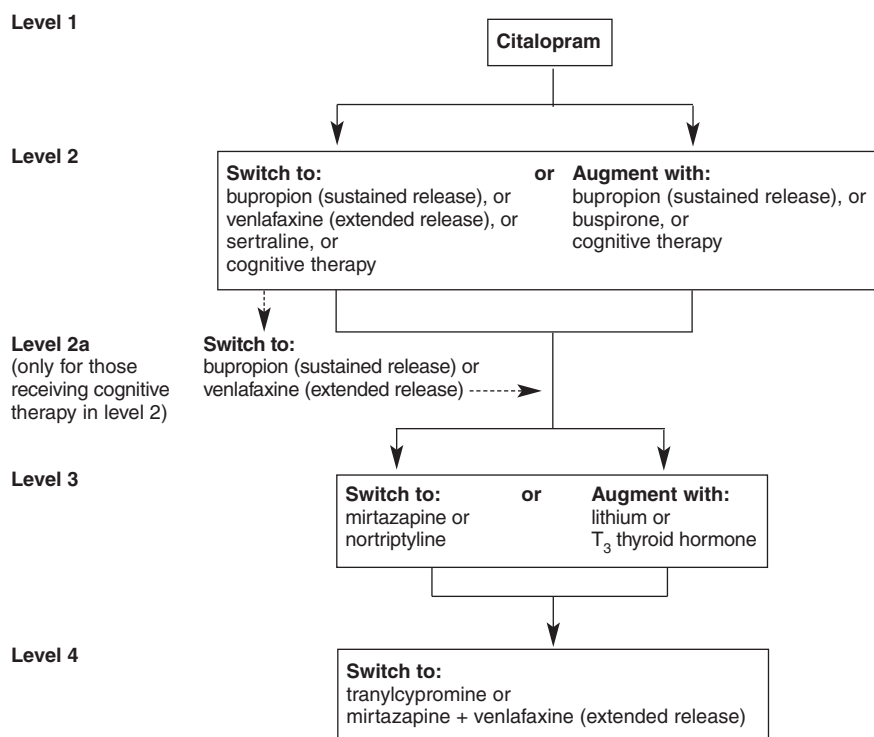 Level 1
Citalopram
Level 2
Switch to:
bupropion (sustained release), or
venlafaxine (extended release), or
sertraline, or
cognitive therapy
or
Augment with:
bupropion (sustained release), or
buspirone, or
cognitive therapy
Level 2a
(only for those
receiving cognitive
therapy in level 2)
Switch to:
bupropion (sustained release) or
venlafaxine (extended release)
Level 3
Switch to:
mirtazapine or
nortriptyline
or
Augment with:
lithium or
T3 thyroid hormone
Level 4
Switch to:
tranylcypromine or
mirtazapine + venlafaxine (extended release)